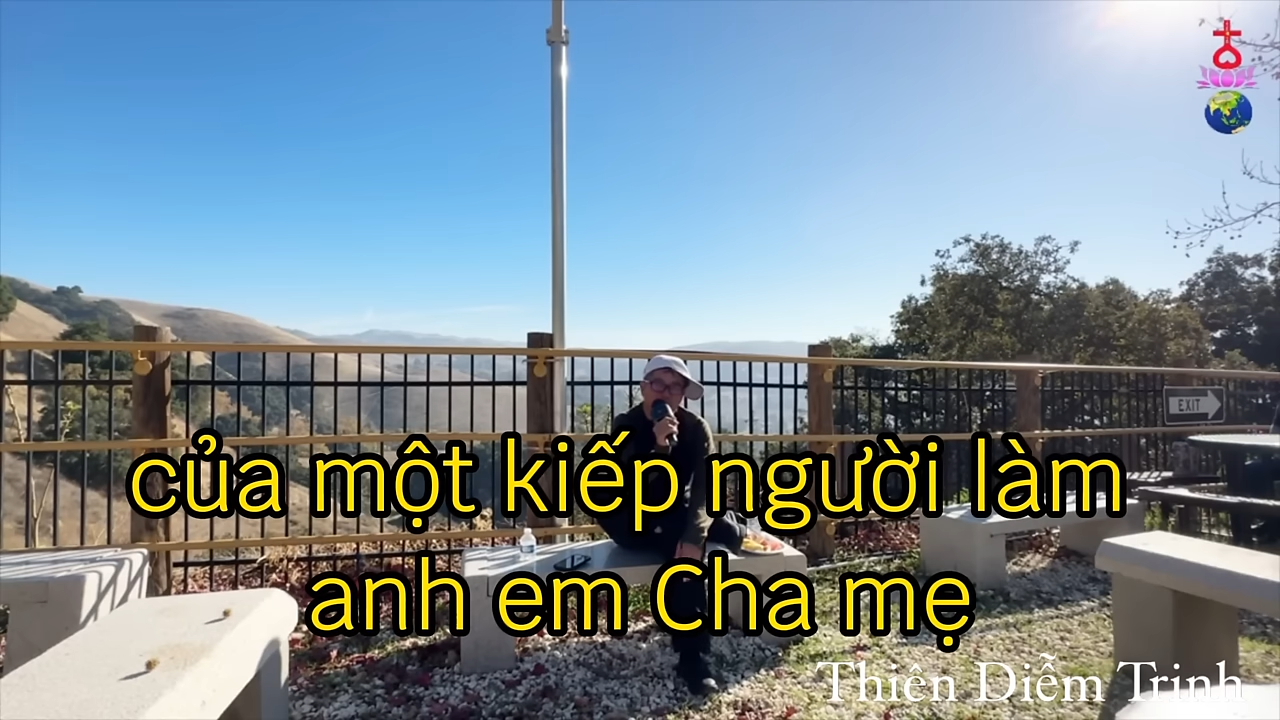 EXIT
của một kiếp người làm
anh em Cha mẹ
Thiên Diễm Trinh